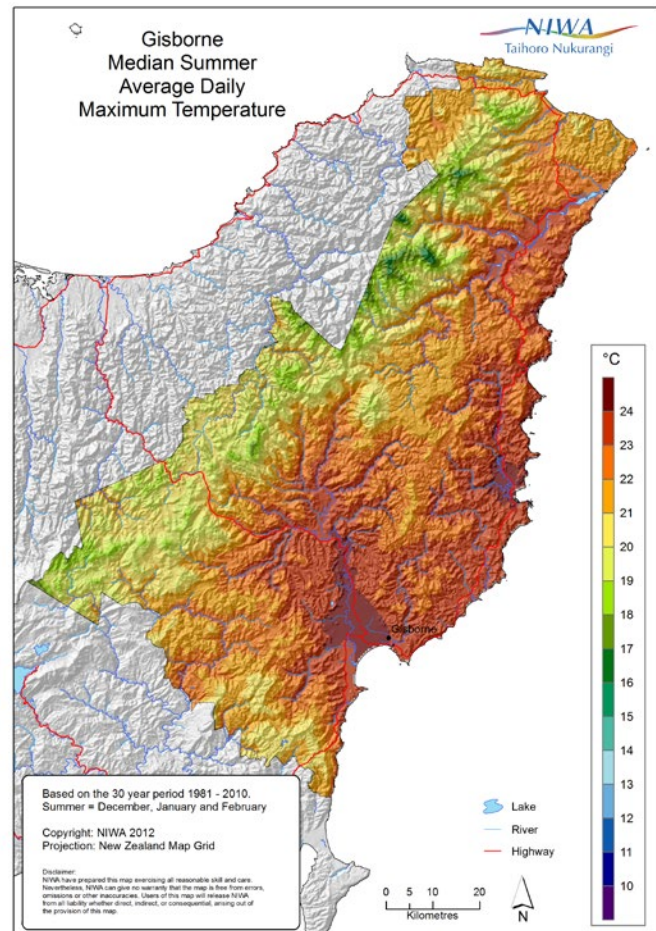 Gisborne
Median Summer
Average Daily
Maximum Temperature
NIWA
Taihoro Nukurangi
°C
24
23
22
21
20
19
18
17
16
15
14
13
12
11
10
Gisborne
Based on the 30 year period 1981 - 2010.
Summer = December, January and February
Copyright: NIWA 2012
Projection: New Zealand Map Grid
Disclaimer:
NIWA have prepared this map exercising all reasonable skill and care.
Nevertheless, NIWA can give no warranty that the map is free from errors,
omissions or other inaccuracies. Users of this map will release NIWA
from all liability whether direct, indirect, or consequential, arising out of
the provision of this map.
Lake
River
Highway
0 5 10 20
Kilometres
N